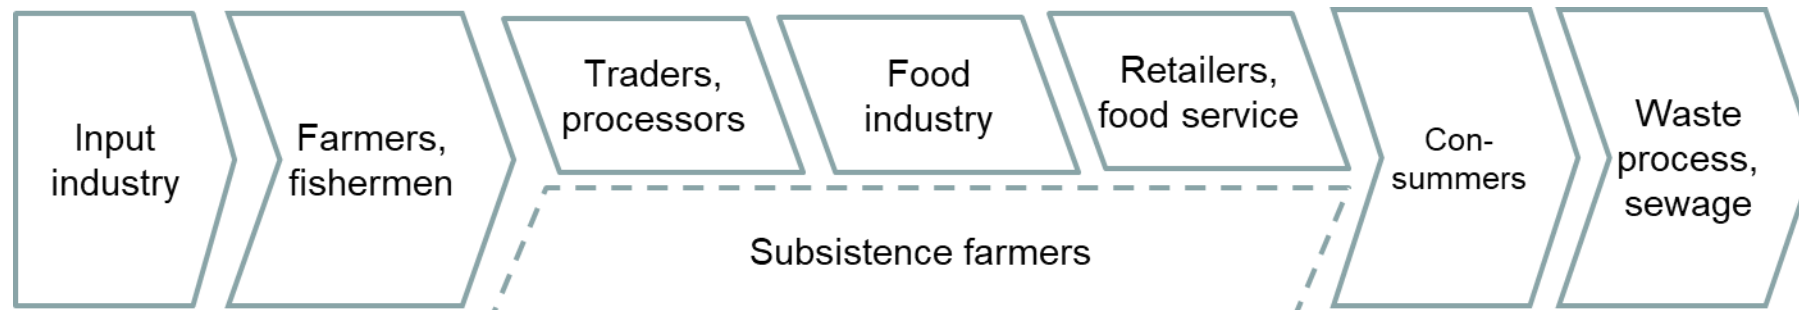 Input
industry
Farmers,
fishermen
Traders,
processors
Food
industry
Retailers,
food service
Subsistence farmers
Con-
summers
Waste
process,
sewage